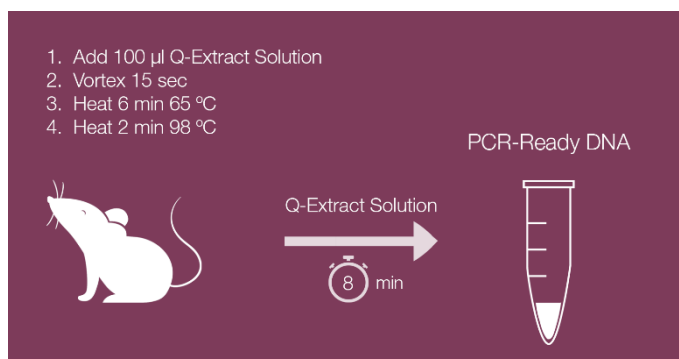 1. Add 100 µl Q-Extract Solution
2. Vortex 15 sec
3. Heat 6 min 65 ºC
4. Heat 2 min 98 ºC
PCR-Ready DNA
Q-Extract Solution
8 min